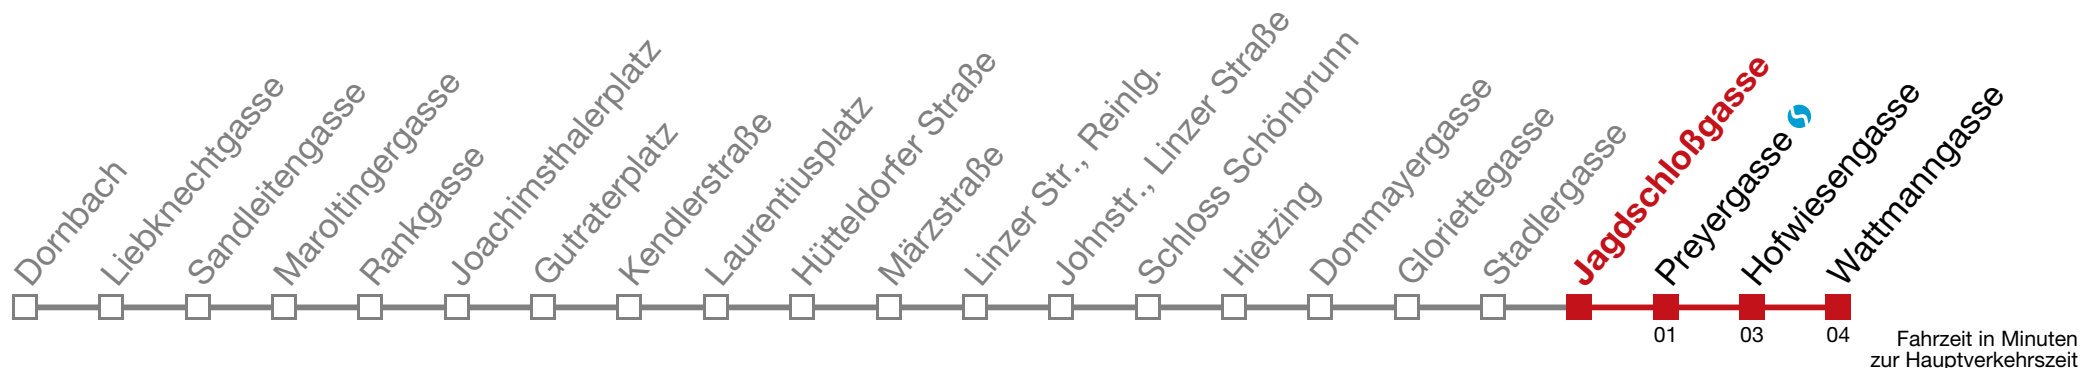 Dornbach
Liebknechtgasse
Sandleitengasse
Maroltingergasse
Rankgasse
Joachimsthalerplatz
Gutraterplatz
Kendlerstraße
Laurentiusplatz
Hütteldorfer Straße
Märzstraße
Linzer Str., Reinlg.
Johnstr., Linzer Straße
Schloss Schönbrunn
Hietzing
Dommayergasse
Gloriettegasse
Stadlergasse
Jagdschloßgasse
Preyergasse
Hofwiesengasse
Wattmanngasse
01 03 04
Fahrzeit in Minuten
zur Hauptverkehrszeit